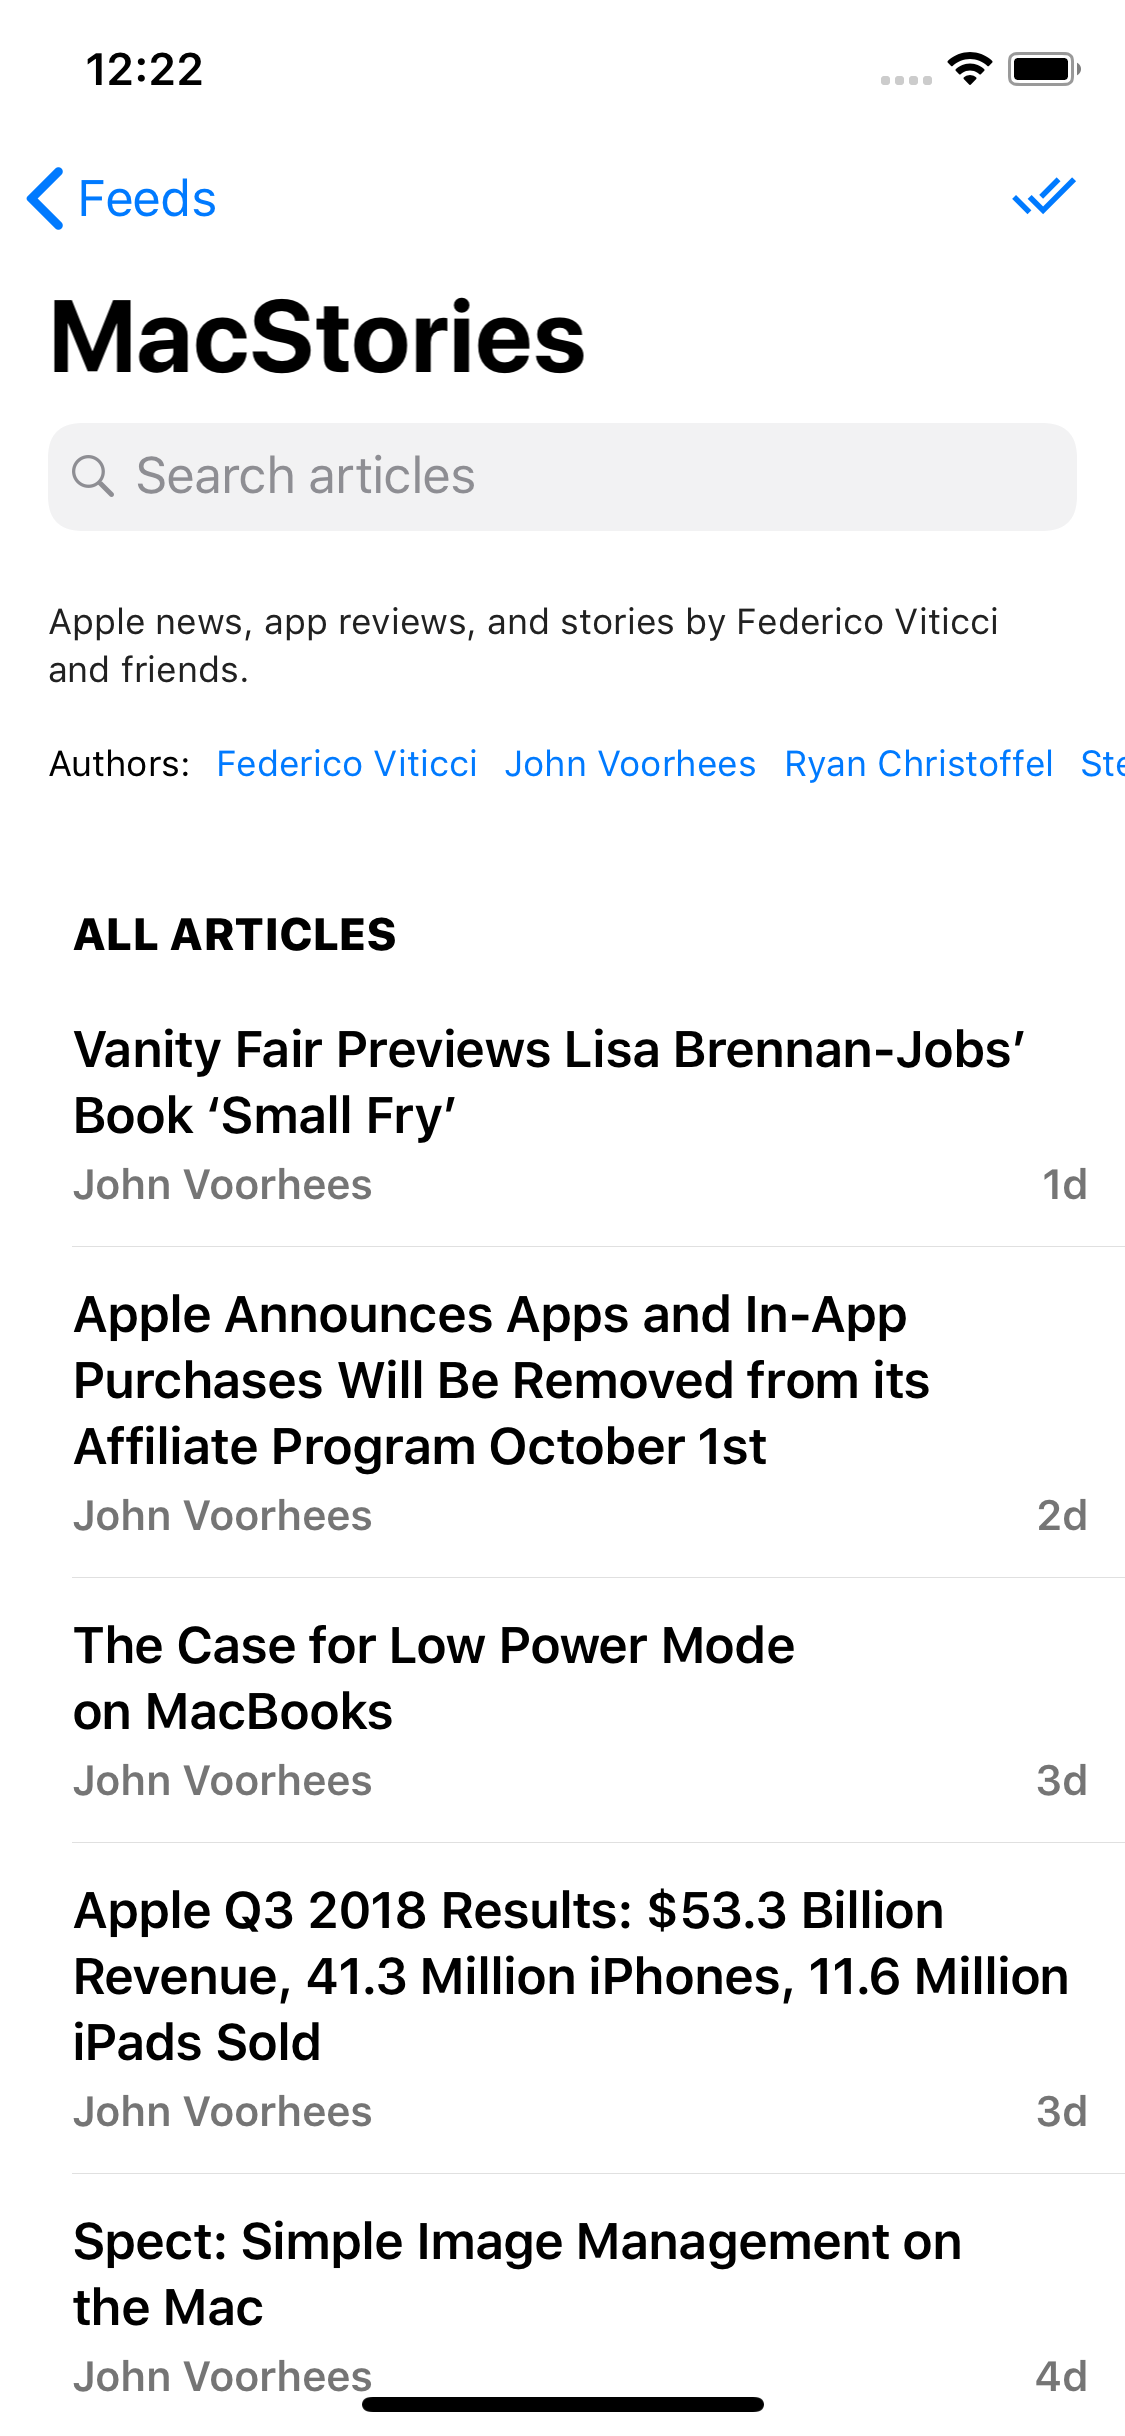 12:22
Feeds
MacStories
Search articles
Apple news, app reviews, and stories by Federico Viticci
and friends.
Authors: Federico Viticci John Voorhees Ryan Christoffel Ste
ALL ARTICLES
Vanity Fair Previews Lisa Brennan-Jobs’
Book ‘Small Fry’
John Voorhees 1d
Apple Announces Apps and In-App
Purchases Will Be Removed from its
Affiliate Program October 1st
John Voorhees 2d
The Case for Low Power Mode
on MacBooks
John Voorhees 3d
Apple Q3 2018 Results: $53.3 Billion
Revenue, 41.3 Million iPhones, 11.6 Million
iPads Sold
John Voorhees 3d
Spect: Simple Image Management on
the Mac
John Voorhees 4d